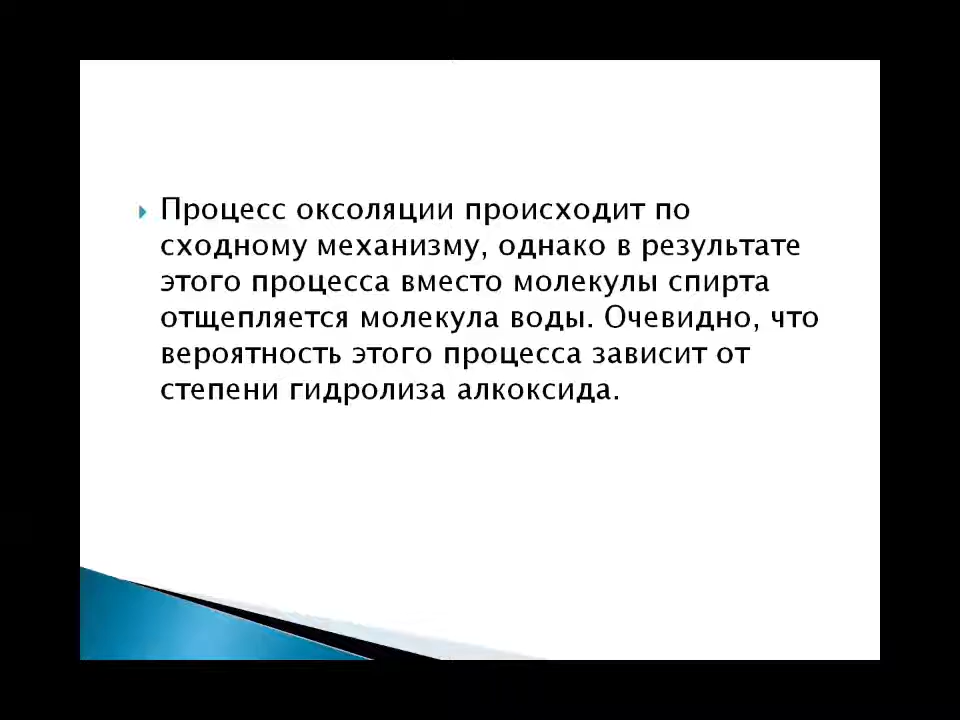 Процесс оксоляции происходит по
сходному механизму, однако в результате
этого процесса вместо молекулы спирта
отщепляется молекула воды. Очевидно, что
вероятность этого процесса зависит от
степени гидролиза алкоксида.